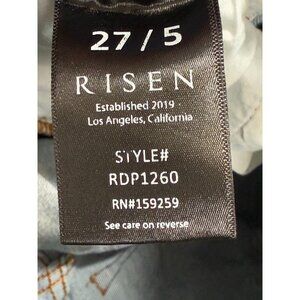 27 / 5
RISEN
Established 2019
Los Angeles, California
STYLE#
RDP1260
RN#159259
See care on reverse